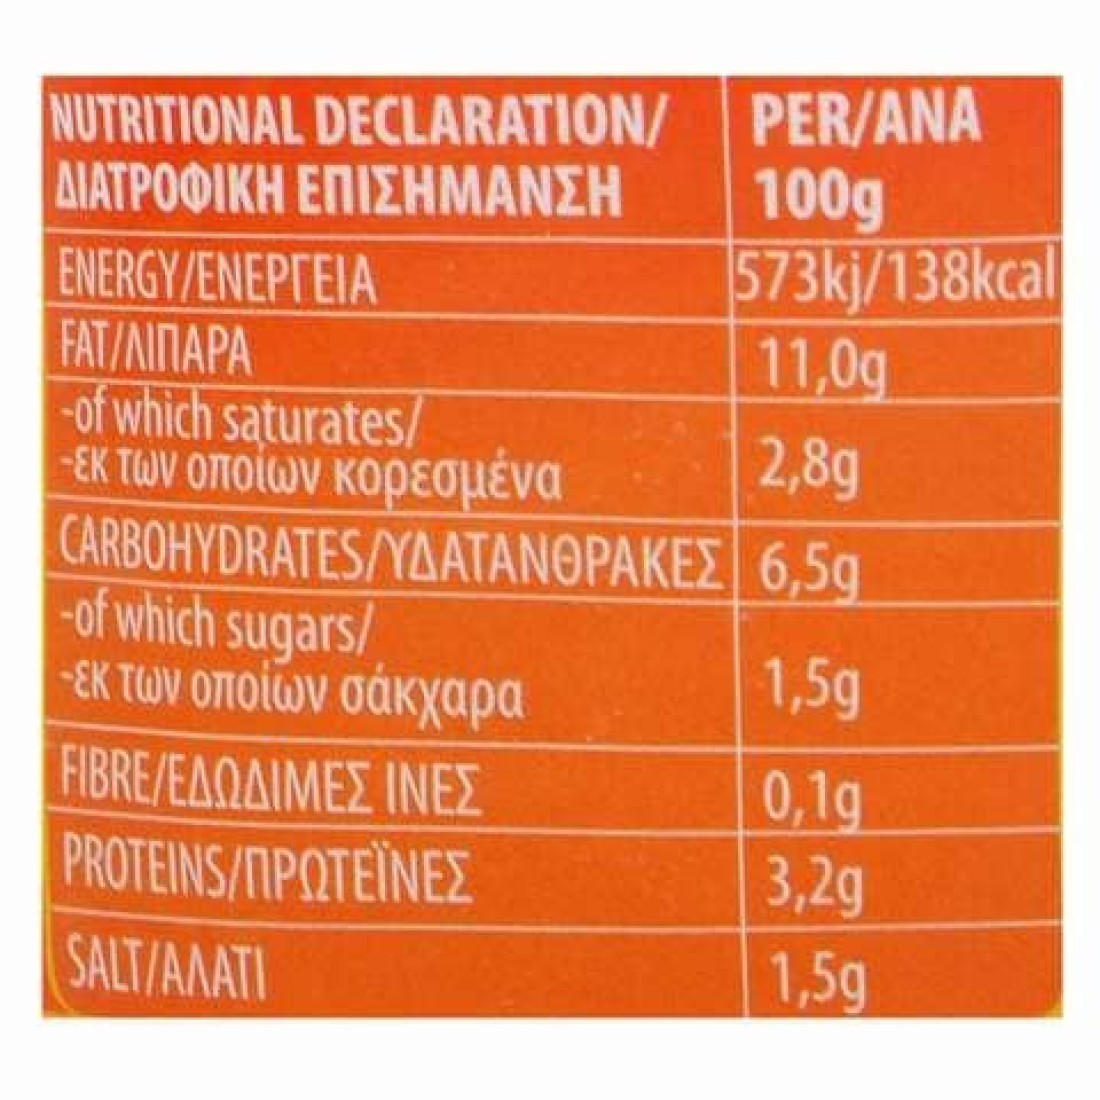 NUTRITIONAL DECLARATION/
ΔΙΑΤΡΟΦΙΚΗ ΕΠΙΣΗΜΑΝΣΗ
PER/ΑΝΑ
100g
ENERGY/ΕΝΕΡΓΕΙΑ 573kj/138kcal
FAT/ΛΙΠΑΡΑ 11,0g
-of which saturates/
-εκ των οποίων κορεσμένα 2,8g
CARBOHYDRATES/ΥΔΑΤΑΝΘΡΑΚΕΣ 6,5g
-of which sugars/
-εκ των οποίων σάκχαρα 1,5g
FIBRE/ΕΔΩΔΙΜΕΣ ΙΝΕΣ 0,1g
PROTEINS/ΠΡΩΤΕΪΝΕΣ 3,2g
SALT/ΑΛΑΤΙ 1,5g